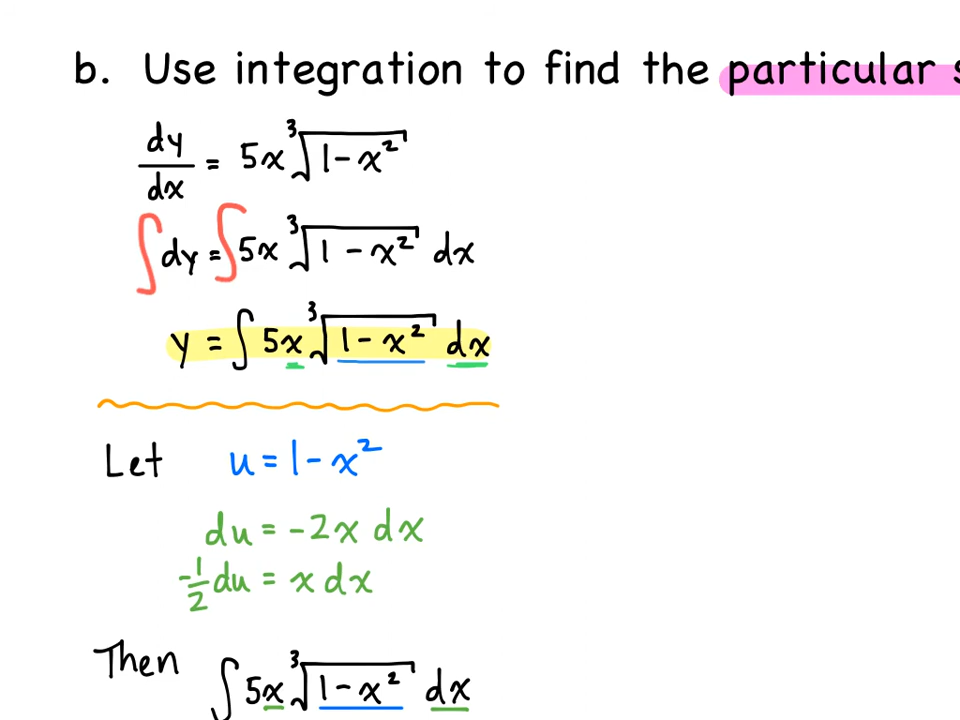 b. Use integration to find the particular s
dy/dx = 5x ∛(1-x²)
∫dy = ∫5x ∛(1-x²) dx
y = ∫ 5x ∛(1-x²) dx
Let u = 1-x²
du = -2x dx
-1/2 du = x dx
Then
∫ 5x ∛(1-x²) dx